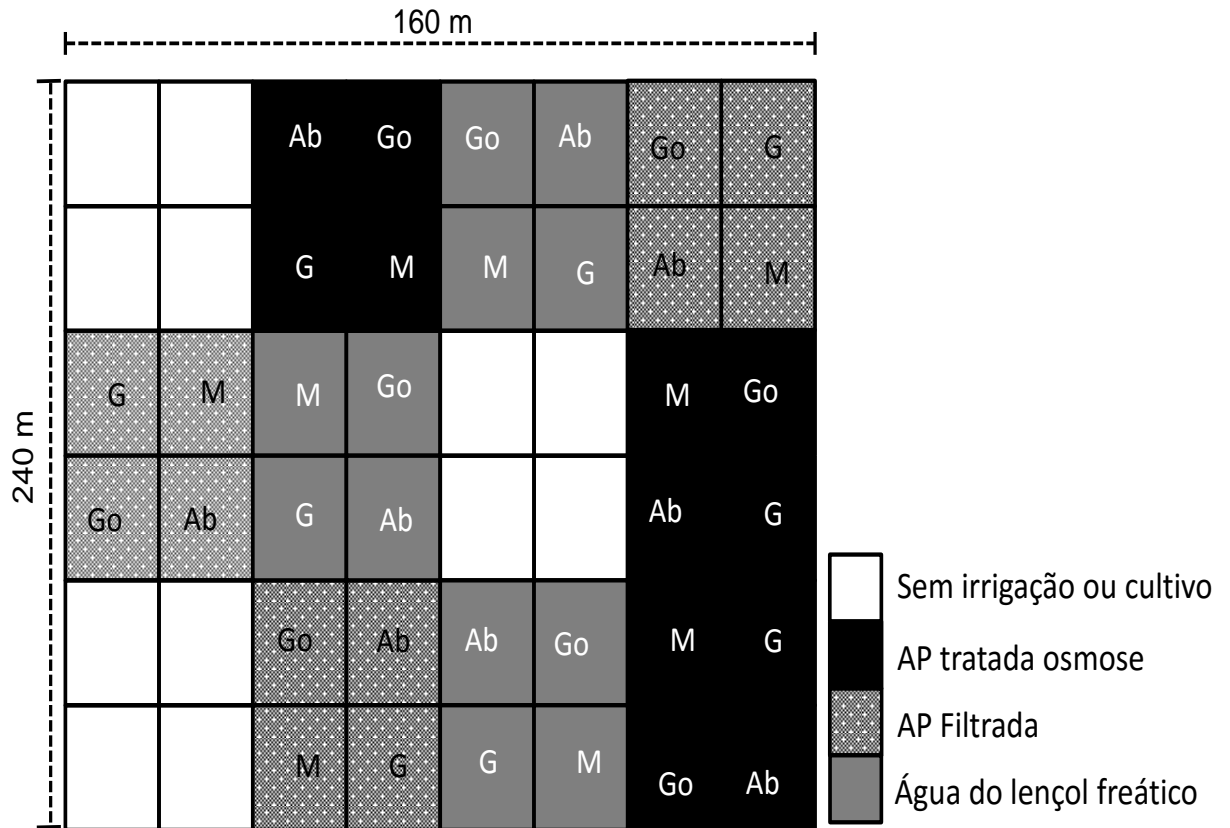 160 m
240 m
Ab Go Go Ab Go G
G M M G Ab M
G M M Go M Go
Go Ab G Ab Ab G
Go Ab Ab Go M G
M G G M Go Ab
Sem irrigação ou cultivo
AP tratada osmose
AP Filtrada
Água do lençol freático